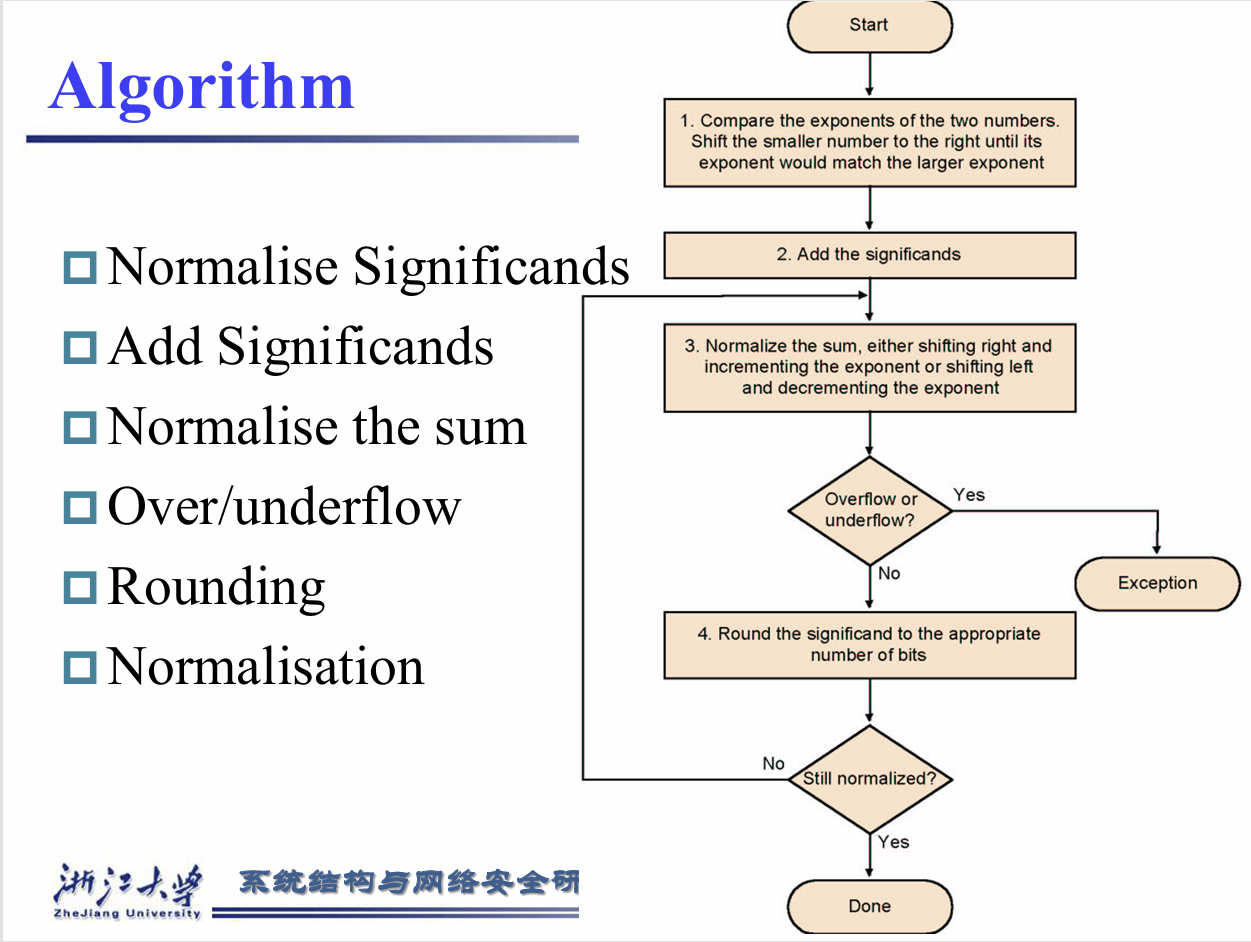 Algorithm
Normalise Significands
Add Significands
Normalise the sum
Over/underflow
Rounding
Normalisation
Start
1. Compare the exponents of the two numbers.
Shift the smaller number to the right until its
exponent would match the larger exponent
2. Add the significands
3. Normalize the sum, either shifting right and
incrementing the exponent or shifting left
and decrementing the exponent
Overflow or
underflow?
Yes
Exception
No
4. Round the significand to the appropriate
number of bits
Still normalized?
No
Yes
Done
浙江大学
ZheJiang University
系统结构与网络安全研